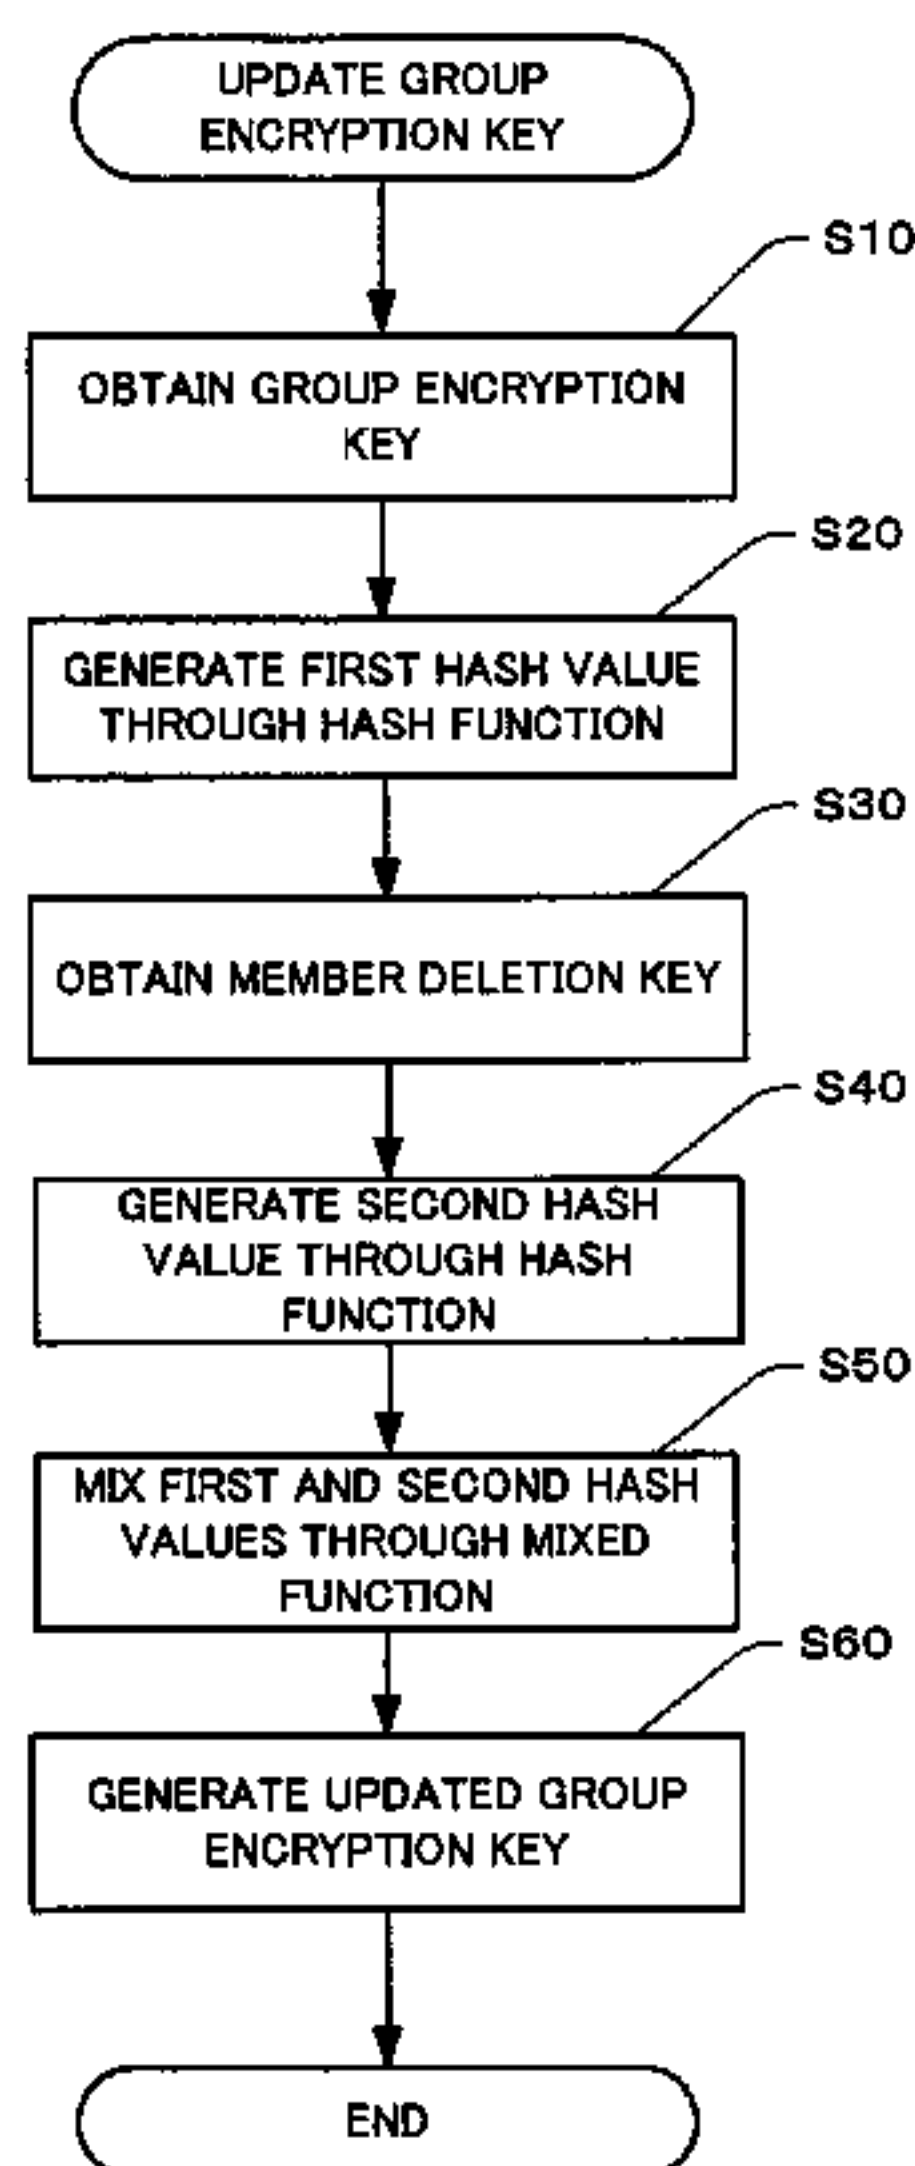 UPDATE GROUP
ENCRYPTION KEY
S10
OBTAIN GROUP ENCRYPTION
KEY
S20
GENERATE FIRST HASH VALUE
THROUGH HASH FUNCTION
S30
OBTAIN MEMBER DELETION KEY
S40
GENERATE SECOND HASH
VALUE THROUGH HASH
FUNCTION
S50
MIX FIRST AND SECOND HASH
VALUES THROUGH MIXED
FUNCTION
S60
GENERATE UPDATED GROUP
ENCRYPTION KEY
END